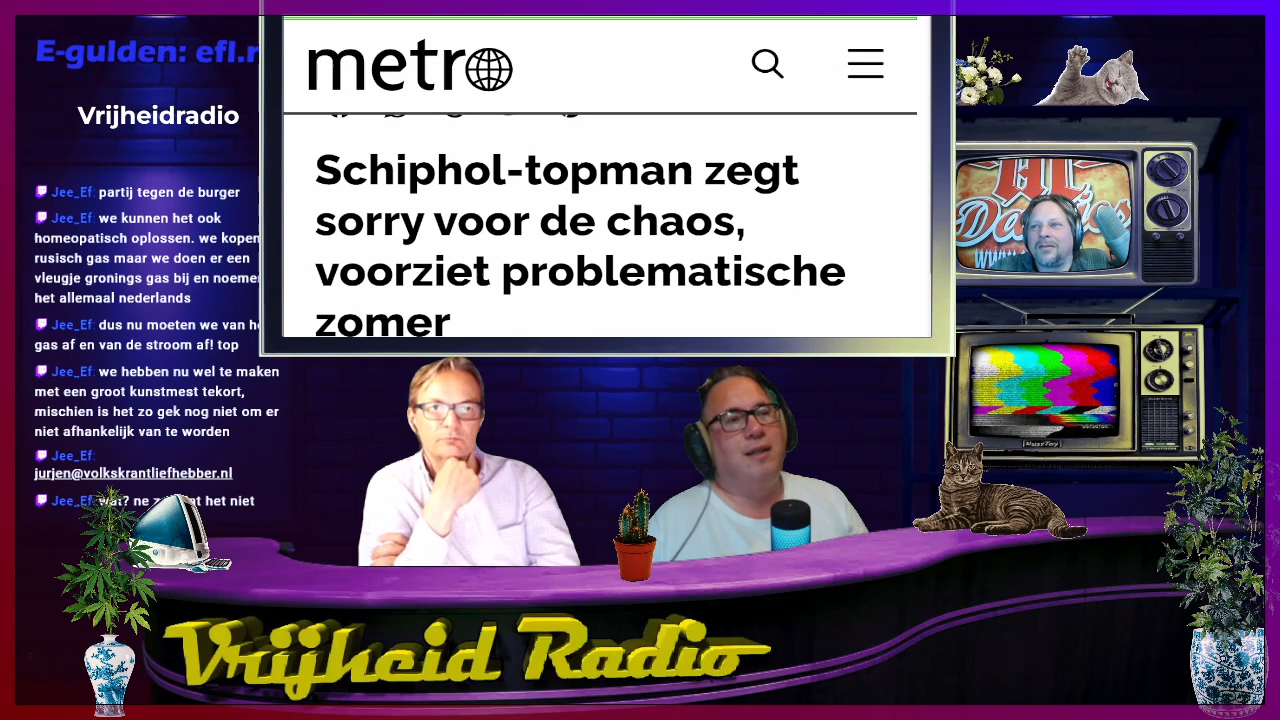 E-gulden: efl.r
Vrijheidradio
Jee_Ef: partij tegen de burger
Jee_Ef: we kunnen het ook
homeopatisch oplossen. we kopen
rusisch gas maar we doen er een
vleugje gronings gas bij en noemen
het allemaal nederlands
Jee_Ef: dus nu moeten we van he
gas af en van de stroom af! top
Jee_Ef: we hebben nu wel te maken
met een groot kunstmest tekort,
mischien is het zo gek nog niet om er
niet afhankelijk van te worden
Jee_Ef:
jurjen@volkskrantliefhebber.nl
Jee_Ef: wat? ne at het niet
metro
Schiphol-topman zegt
sorry voor de chaos,
voorziet problematische
zomer
Vrijheid Radio